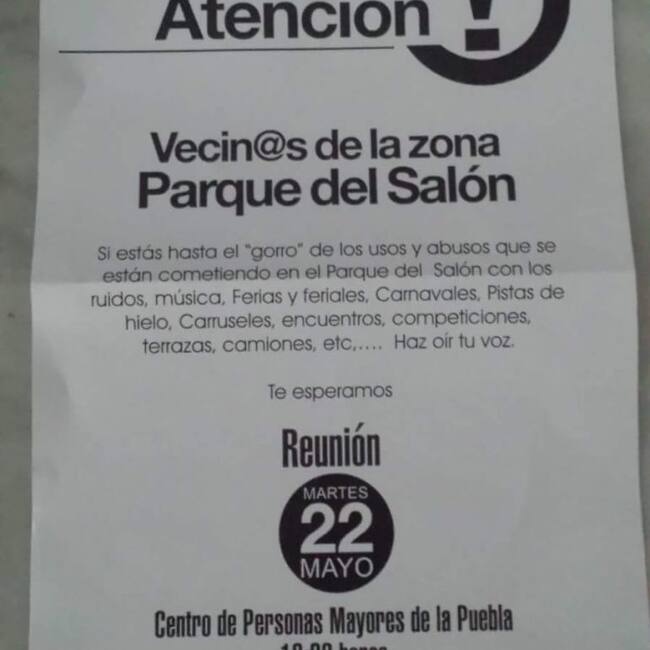 Atención !
Vecin@s de la zona
Parque del Salón
Si estás hasta el "gorro" de los usos y abusos que se
están cometiendo en el Parque del Salón con los
ruidos, música, Ferias y feriales, Carnavales, Pistas de
hielo, Carruseles, encuentros, competiciones,
terrazas, camiones, etc,.... Haz oír tu voz.
Te esperamos
Reunión
MARTES
22
MAYO
Centro de Personas Mayores de la Puebla
horas